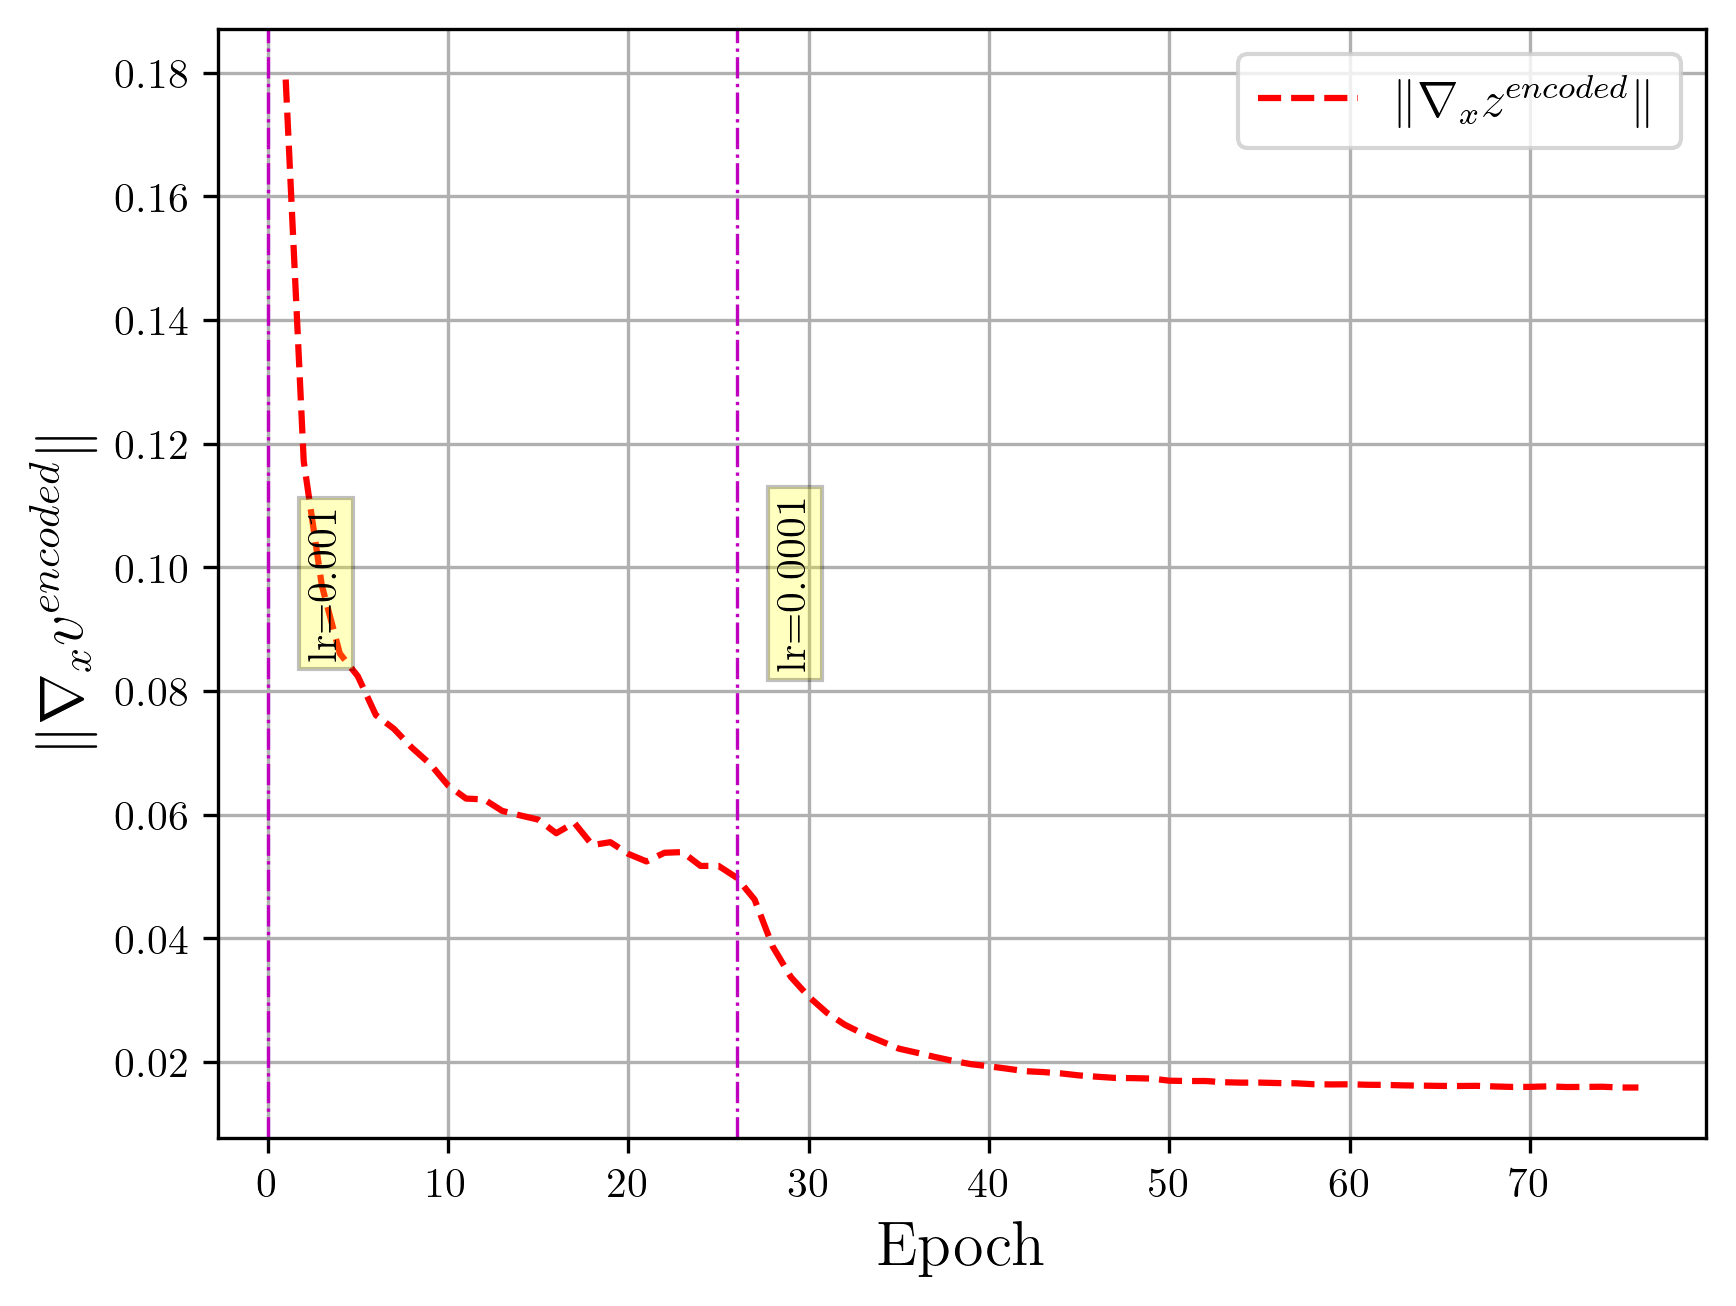 ‖∇ₓz^{encoded}‖
‖∇ₓv^{encoded}‖
0.18
0.16
0.14
0.12
0.10
0.08
0.06
0.04
0.02
lr=0.001
lr=0.0001
0 10 20 30 40 50 60 70
Epoch